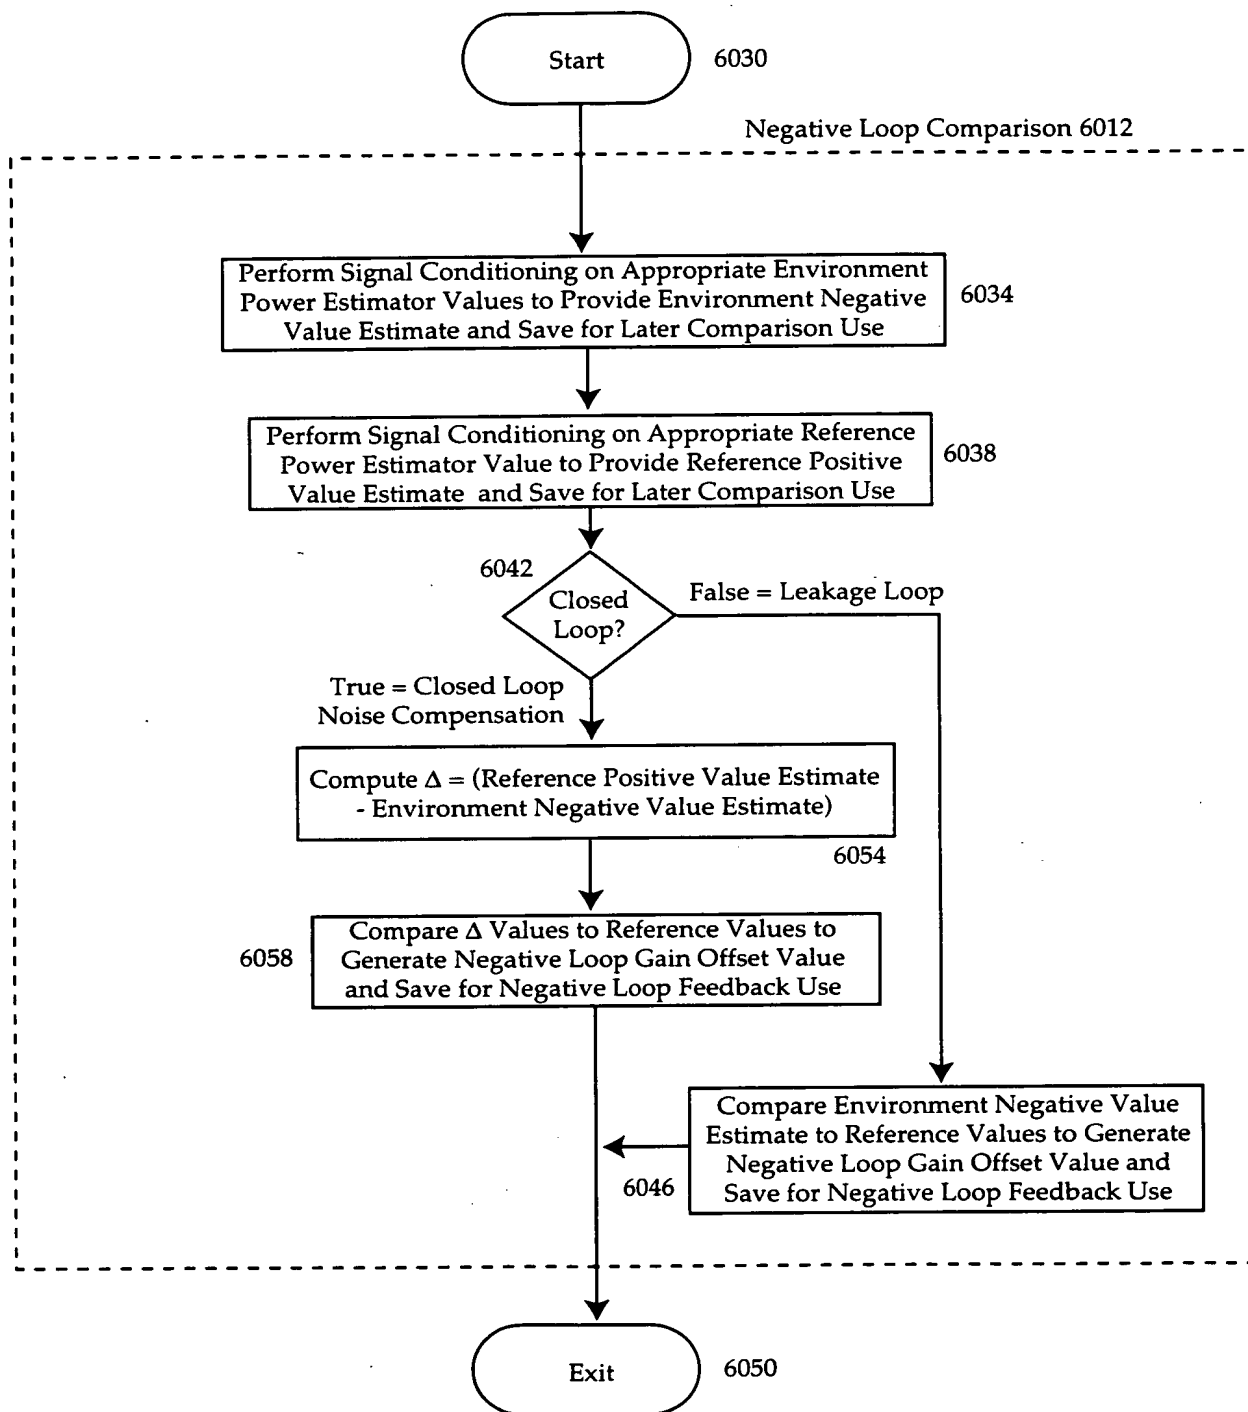 Start
6030
Negative Loop Comparison 6012
Perform Signal Conditioning on Appropriate Environment
Power Estimator Values to Provide Environment Negative
Value Estimate and Save for Later Comparison Use
6034
Perform Signal Conditioning on Appropriate Reference
Power Estimator Value to Provide Reference Positive
Value Estimate and Save for Later Comparison Use
6038
6042
Closed
Loop?
False = Leakage Loop
True = Closed Loop
Noise Compensation
Compute Δ = (Reference Positive Value Estimate
- Environment Negative Value Estimate)
6054
6058
Compare Δ Values to Reference Values to
Generate Negative Loop Gain Offset Value
and Save for Negative Loop Feedback Use
Compare Environment Negative Value
Estimate to Reference Values to Generate
Negative Loop Gain Offset Value and
Save for Negative Loop Feedback Use
6046
Exit
6050